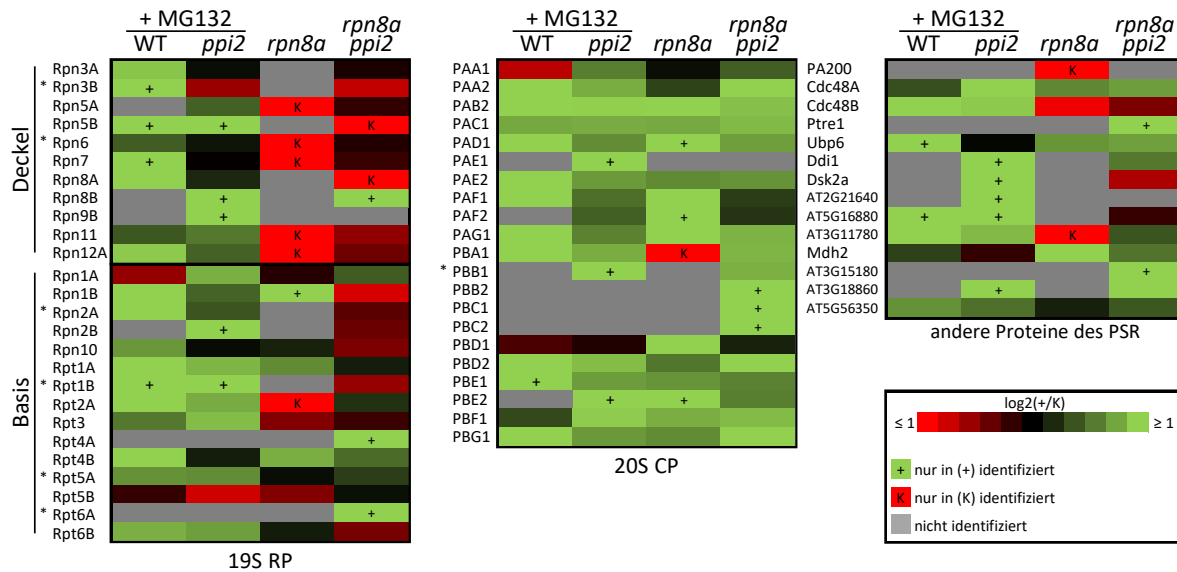 + MG132
WT ppi2 rpn8a rpn8a ppi2
Deckel
Rpn3A
* Rpn3B +
Rpn5A K
Rpn5B + + K
* Rpn6 K
Rpn7 + K
Rpn8A K
Rpn8B + +
Rpn9B +
Rpn11 K
Rpn12A K
Basis
Rpn1A
Rpn1B +
* Rpn2A
Rpn2B +
Rpn10
Rpt1A
* Rpt1B + +
Rpt2A K
Rpt3
Rpt4A +
Rpt4B
* Rpt5A
Rpt5B
* Rpt6A +
Rpt6B
19S RP
+ MG132
WT ppi2 rpn8a rpn8a ppi2
PAA1
PAA2
PAB2
PAC1
PAD1 +
PAE1 +
PAE2
PAF1
PAF2 +
PAG1
PBA1 K
* PBB1 +
PBB2 +
PBC1 +
PBC2 +
PBD1
PBD2
PBE1 +
PBE2 + +
PBF1
PBG1
20S CP
+ MG132
WT ppi2 rpn8a rpn8a ppi2
PA200 K
Cdc48A
Cdc48B
Ptre1 +
Ubp6 +
Ddi1 +
Dsk2a +
AT2G21640 +
AT5G16880 + +
AT3G11780 K
Mdh2
AT3G15180 +
AT3G18860 +
AT5G56350
andere Proteine des PSR
log2(+/K)
≤ 1 ≥ 1
+ nur in (+) identifiziert
K nur in (K) identifiziert
nicht identifiziert